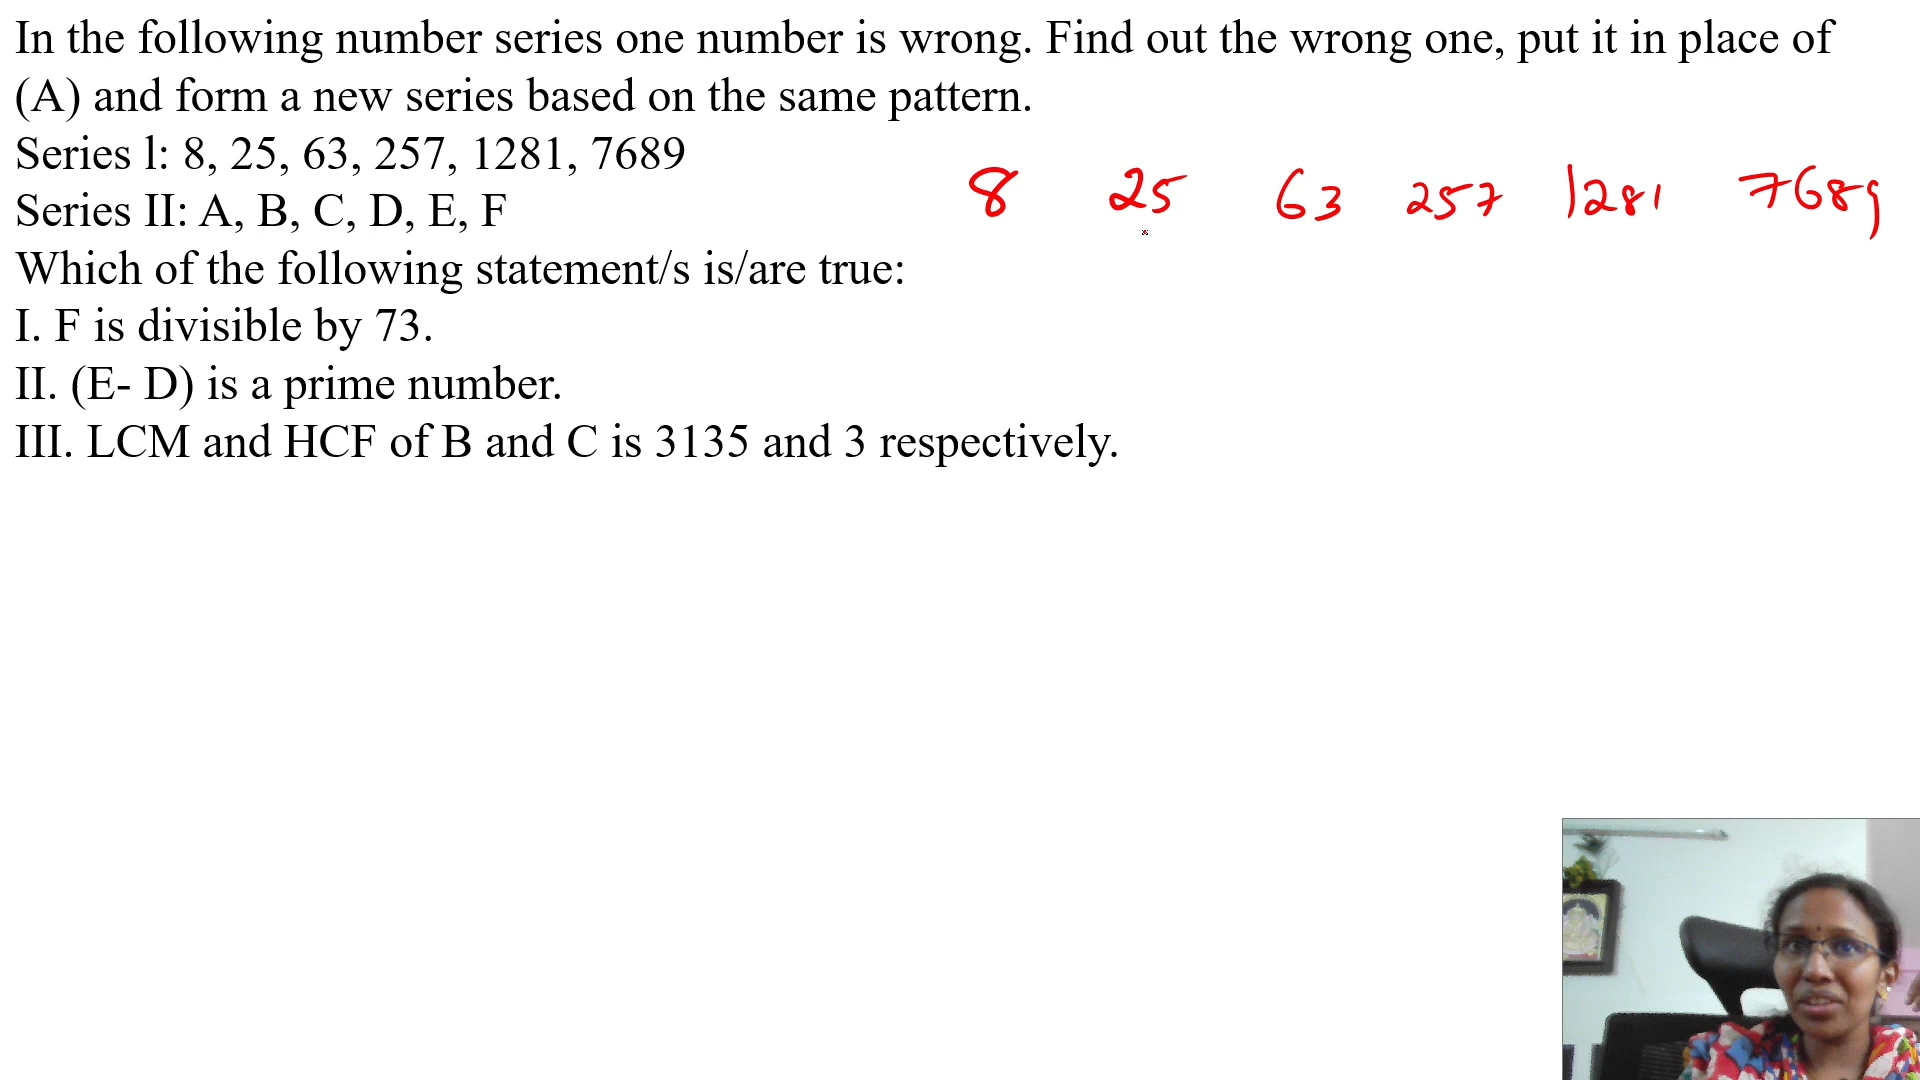 In the following number series one number is wrong. Find out the wrong one, put it in place of
(A) and form a new series based on the same pattern.
Series l: 8, 25, 63, 257, 1281, 7689
8 25 63 257 1281 7689
Series II: A, B, C, D, E, F
Which of the following statement/s is/are true:
I. F is divisible by 73.
II. (E- D) is a prime number.
III. LCM and HCF of B and C is 3135 and 3 respectively.